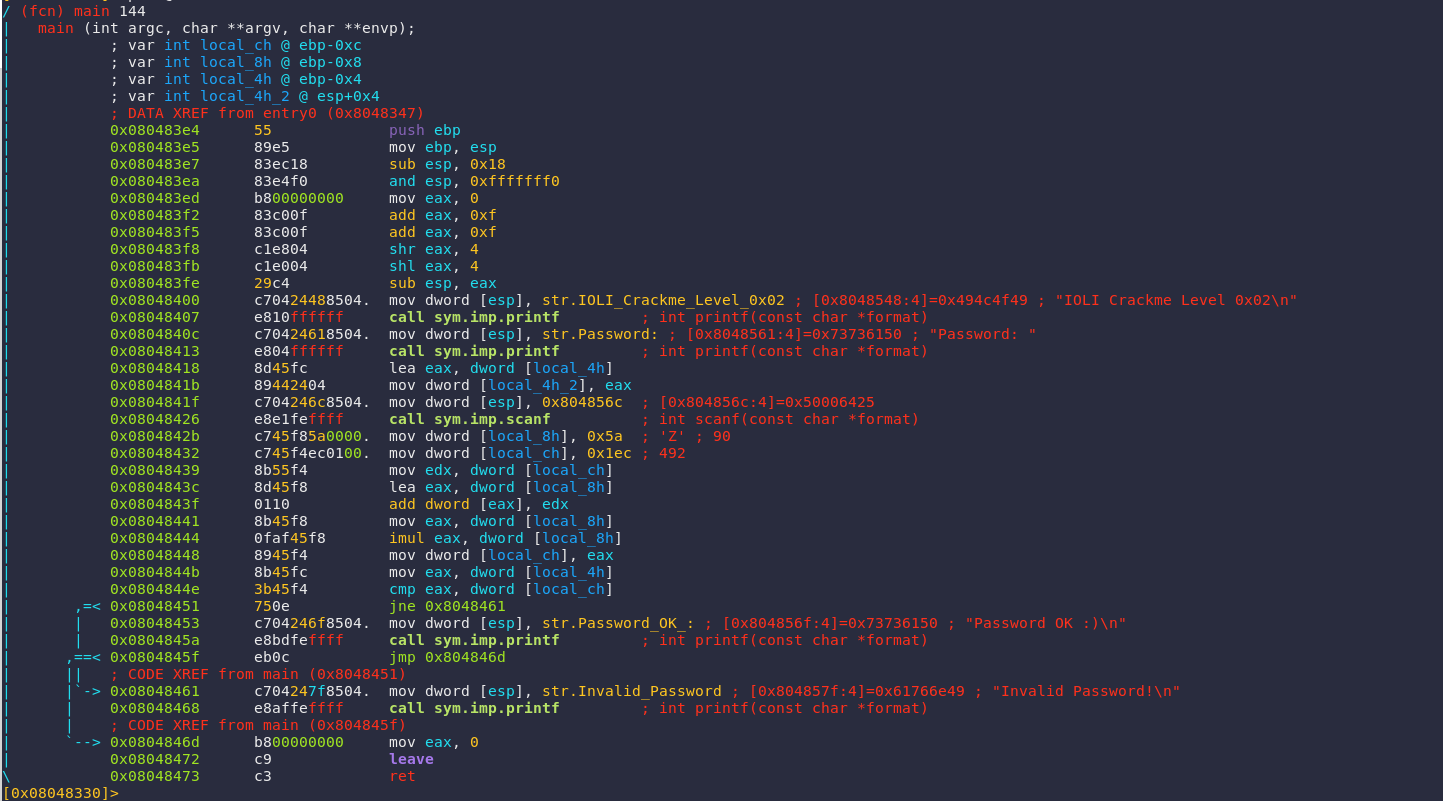 / (fcn) main 144
|   main (int argc, char **argv, char **envp);
|           ; var int local_ch @ ebp-0xc
|           ; var int local_8h @ ebp-0x8
|           ; var int local_4h @ ebp-0x4
|           ; var int local_4h_2 @ esp+0x4
|           ; DATA XREF from entry0 (0x8048347)
|           0x080483e4      55             push ebp
|           0x080483e5      89e5           mov ebp, esp
|           0x080483e7      83ec18         sub esp, 0x18
|           0x080483ea      83e4f0         and esp, 0xfffffff0
|           0x080483ed      b800000000     mov eax, 0
|           0x080483f2      83c00f         add eax, 0xf
|           0x080483f5      83c00f         add eax, 0xf
|           0x080483f8      c1e804         shr eax, 4
|           0x080483fb      c1e004         shl eax, 4
|           0x080483fe      29c4           sub esp, eax
|           0x08048400      c70424488504.  mov dword [esp], str.IOLI_Crackme_Level_0x02 ; [0x8048548:4]=0x494c4f49 ; "IOLI Crackme Level 0x02\n"
|           0x08048407      e810ffffff     call sym.imp.printf         ; int printf(const char *format)
|           0x0804840c      c70424618504.  mov dword [esp], str.Password: ; [0x8048561:4]=0x73736150 ; "Password: "
|           0x08048413      e804ffffff     call sym.imp.printf         ; int printf(const char *format)
|           0x08048418      8d45fc         lea eax, dword [local_4h]
|           0x0804841b      89442404       mov dword [local_4h_2], eax
|           0x0804841f      c704246c8504.  mov dword [esp], 0x804856c  ; [0x804856c:4]=0x50006425
|           0x08048426      e8e1feffff     call sym.imp.scanf          ; int scanf(const char *format)
|           0x0804842b      c745f85a0000.  mov dword [local_8h], 0x5a  ; 'Z' ; 90
|           0x08048432      c745f4ec0100.  mov dword [local_ch], 0x1ec ; 492
|           0x08048439      8b55f4         mov edx, dword [local_ch]
|           0x0804843c      8d45f8         lea eax, dword [local_8h]
|           0x0804843f      0110           add dword [eax], edx
|           0x08048441      8b45f8         mov eax, dword [local_8h]
|           0x08048444      0faf45f8       imul eax, dword [local_8h]
|           0x08048448      8945f4         mov dword [local_ch], eax
|           0x0804844b      8b45fc         mov eax, dword [local_4h]
|           0x0804844e      3b45f4         cmp eax, dword [local_ch]
|       ,=< 0x08048451      750e           jne 0x8048461
|       |   0x08048453      c704246f8504.  mov dword [esp], str.Password_OK_: ; [0x804856f:4]=0x73736150 ; "Password OK :)\n"
|       |   0x0804845a      e8bdfeffff     call sym.imp.printf         ; int printf(const char *format)
|      ,==< 0x0804845f      eb0c           jmp 0x804846d
|      ||   ; CODE XREF from main (0x8048451)
|      |`-> 0x08048461      c704247f8504.  mov dword [esp], str.Invalid_Password ; [0x804857f:4]=0x61766e49 ; "Invalid Password!\n"
|      |    0x08048468      e8affeffff     call sym.imp.printf         ; int printf(const char *format)
|      |    ; CODE XREF from main (0x804845f)
|      `--> 0x0804846d      b800000000     mov eax, 0
|           0x08048472      c9             leave
\           0x08048473      c3             ret
[0x08048330]>